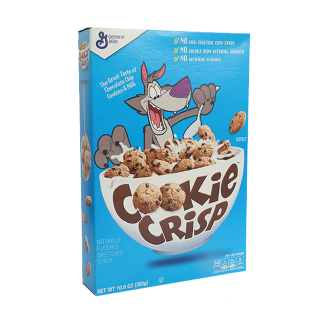 General
Mills
NO HIGH FRUCTOSE CORN SYRUP
NO COLORS FROM ARTIFICIAL SOURCES
NO ARTIFICIAL FLAVORS
The Great Taste of
Chocolate Chip
Cookies & Milk
COOKIE
CRISP
NATURALLY
FLAVORED
SWEETENED
CEREAL
NET WT 10.6 OZ (300g)